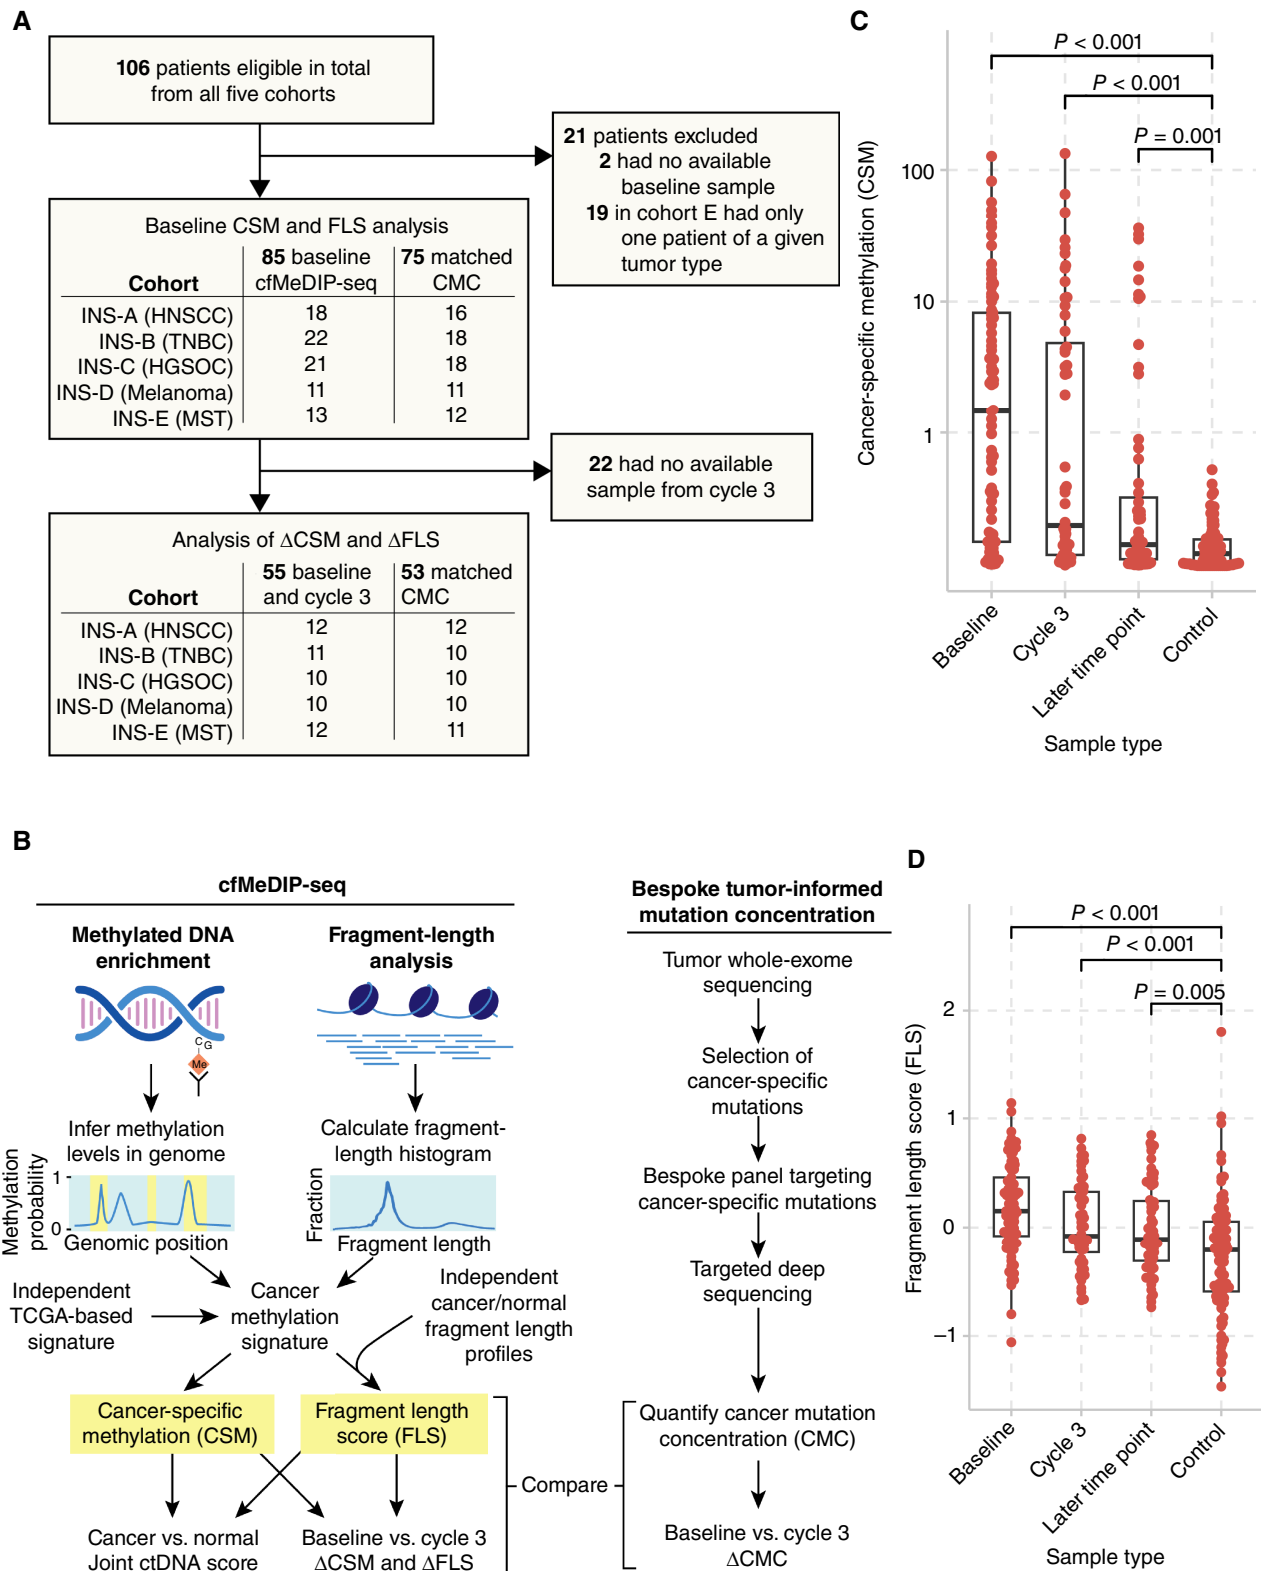 A
106 patients eligible in total
from all five cohorts
21 patients excluded
2 had no available
baseline sample
19 in cohort E had only
one patient of a given
tumor type
Baseline CSM and FLS analysis
Cohort
85 baseline
cfMeDIP-seq
75 matched
CMC
INS-A (HNSCC) 18 16
INS-B (TNBC) 22 18
INS-C (HGSOC) 21 18
INS-D (Melanoma) 11 11
INS-E (MST) 13 12
22 had no available
sample from cycle 3
Analysis of ΔCSM and ΔFLS
Cohort
55 baseline
and cycle 3
53 matched
CMC
INS-A (HNSCC) 12 12
INS-B (TNBC) 11 10
INS-C (HGSOC) 10 10
INS-D (Melanoma) 10 10
INS-E (MST) 12 11
B
cfMeDIP-seq
Methylated DNA
enrichment
C G
Me
Infer methylation
levels in genome
Methylation
probability
1
0
Genomic position
Fragment-length
analysis
Calculate fragment-
length histogram
Fraction
Fragment length
Independent
TCGA-based
signature
Cancer
methylation
signature
Independent
cancer/normal
fragment length
profiles
Cancer-specific
methylation (CSM)
Fragment length
score (FLS)
Cancer vs. normal
Joint ctDNA score
Baseline vs. cycle 3
ΔCSM and ΔFLS
Compare
Bespoke tumor-informed
mutation concentration
Tumor whole-exome
sequencing
Selection of
cancer-specific
mutations
Bespoke panel targeting
cancer-specific mutations
Targeted deep
sequencing
Quantify cancer mutation
concentration (CMC)
Baseline vs. cycle 3
ΔCMC
C
P < 0.001
P < 0.001
P = 0.001
Cancer-specific methylation (CSM)
100
10
1
Baseline
Cycle 3
Later time point
Control
Sample type
D
P < 0.001
P < 0.001
P = 0.005
Fragment length score (FLS)
2
1
0
−1
Baseline
Cycle 3
Later time point
Control
Sample type